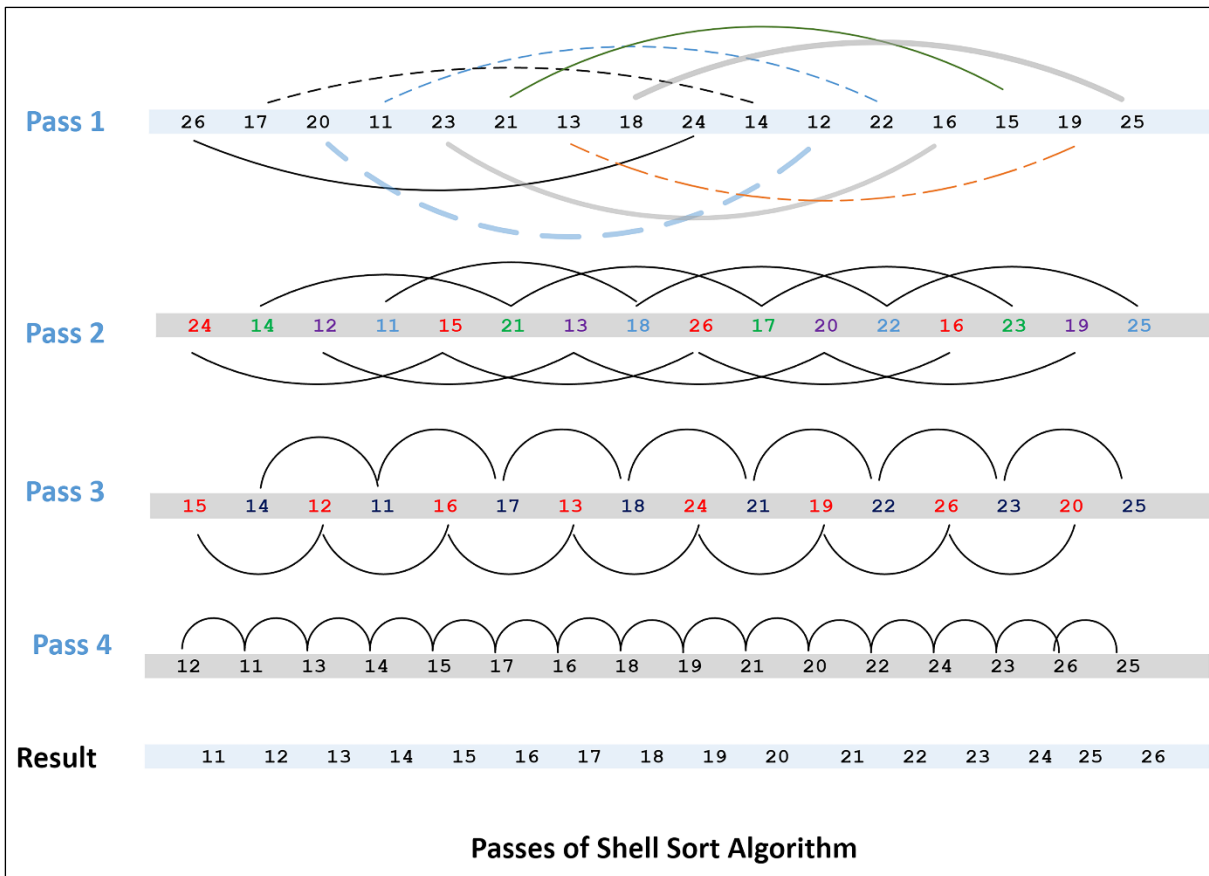 Pass 1 26 17 20 11 23 21 13 18 24 14 12 22 16 15 19 25
Pass 2 24 14 12 11 15 21 13 18 26 17 20 22 16 23 19 25
Pass 3 15 14 12 11 16 17 13 18 24 21 19 22 26 23 20 25
Pass 4 12 11 13 14 15 17 16 18 19 21 20 22 24 23 26 25
Result 11 12 13 14 15 16 17 18 19 20 21 22 23 24 25 26
Passes of Shell Sort Algorithm